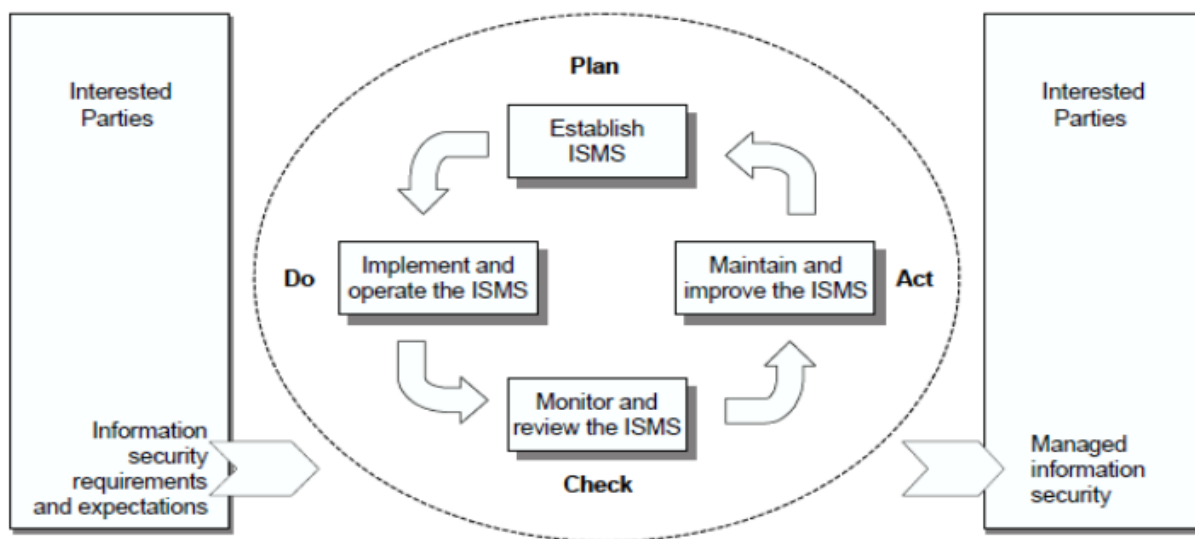 Interested
Parties
Information
security
requirements
and expectations
Plan
Establish
ISMS
Do
Implement and
operate the ISMS
Maintain and
improve the ISMS
Act
Monitor and
review the ISMS
Check
Interested
Parties
Managed
information
security